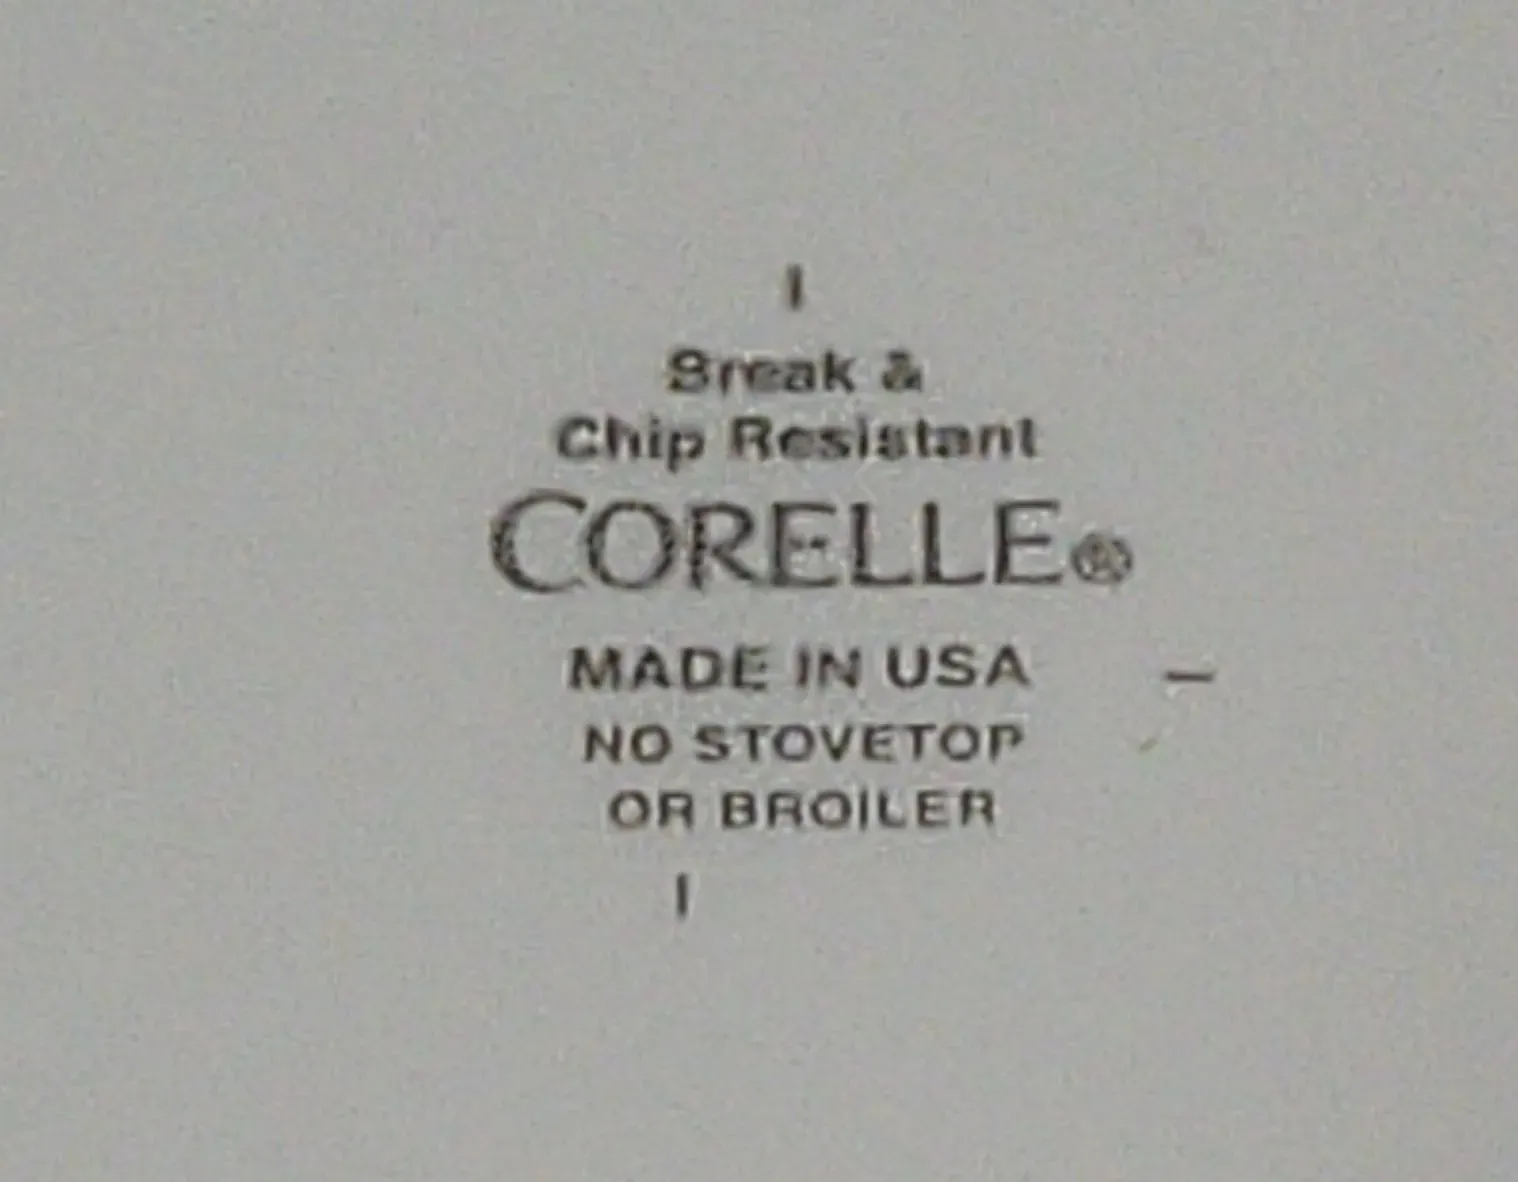 Break &
Chip Resistant
CORELLE®
MADE IN USA
NO STOVETOP
OR BROILER